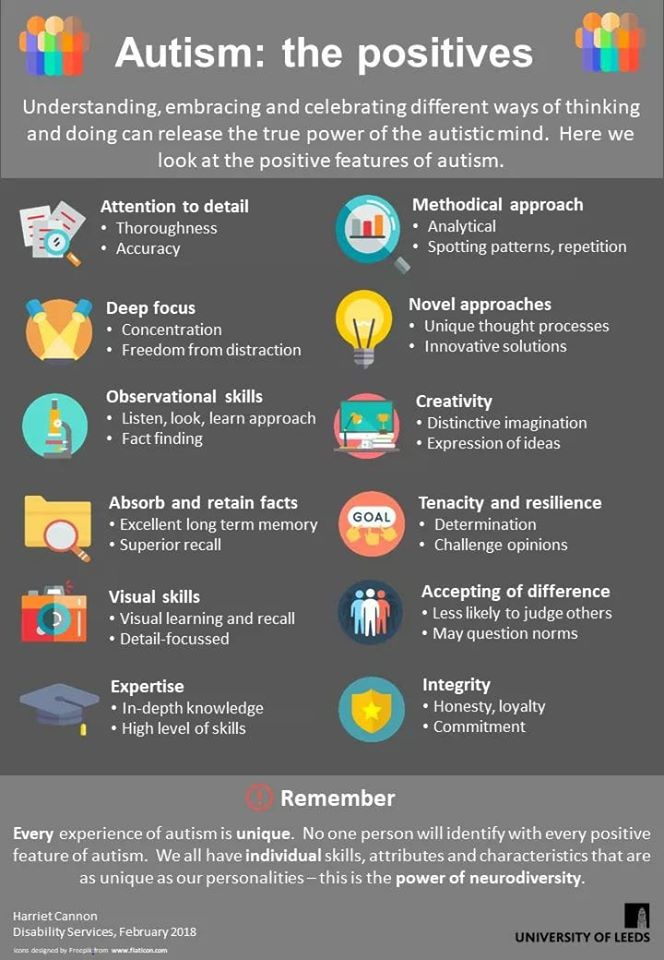 Autism: the positives
Understanding, embracing and celebrating different ways of thinking
and doing can release the true power of the autistic mind.  Here we
look at the positive features of autism.
Attention to detail
• Thoroughness
• Accuracy
Methodical approach
• Analytical
• Spotting patterns, repetition
Deep focus
• Concentration
• Freedom from distraction
Novel approaches
• Unique thought processes
• Innovative solutions
Observational skills
• Listen, look, learn approach
• Fact finding
Creativity
• Distinctive imagination
• Expression of ideas
Absorb and retain facts
• Excellent long term memory
• Superior recall
GOAL
Tenacity and resilience
• Determination
• Challenge opinions
Visual skills
• Visual learning and recall
• Detail-focussed
Accepting of difference
• Less likely to judge others
• May question norms
Expertise
• In-depth knowledge
• High level of skills
Integrity
• Honesty, loyalty
• Commitment
! Remember
Every experience of autism is unique.  No one person will identify with every positive
feature of autism.  We all have individual skills, attributes and characteristics that are
as unique as our personalities – this is the power of neurodiversity.
Harriet Cannon
Disability Services, February 2018
Icons designed by Freepik from www.flaticon.com
UNIVERSITY OF LEEDS